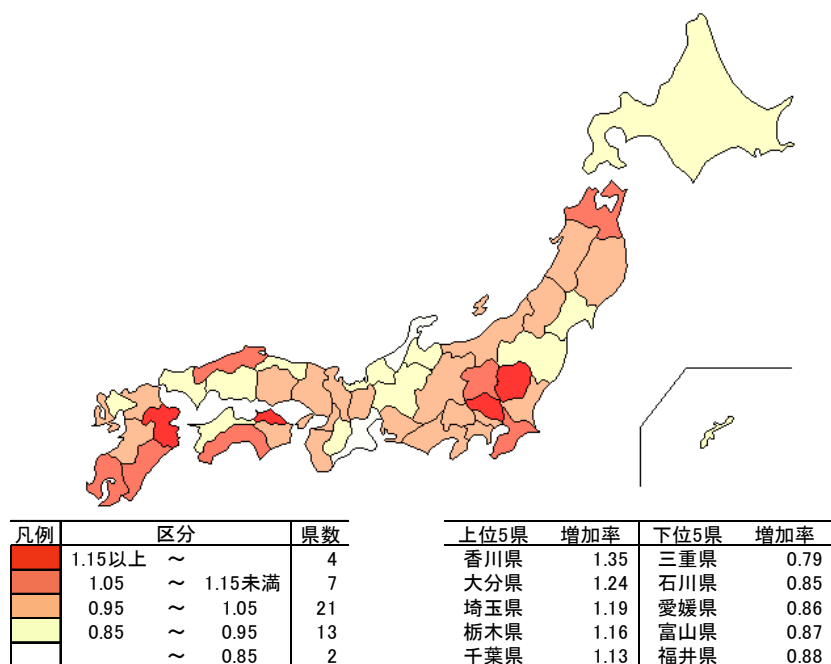 凡例 区分 県数
1.15以上 ～ 4
1.05 ～ 1.15未満 7
0.95 ～ 1.05 21
0.85 ～ 0.95 13
～ 0.85 2
上位5県 増加率 下位5県 増加率
香川県 1.35 三重県 0.79
大分県 1.24 石川県 0.85
埼玉県 1.19 愛媛県 0.86
栃木県 1.16 富山県 0.87
千葉県 1.13 福井県 0.88